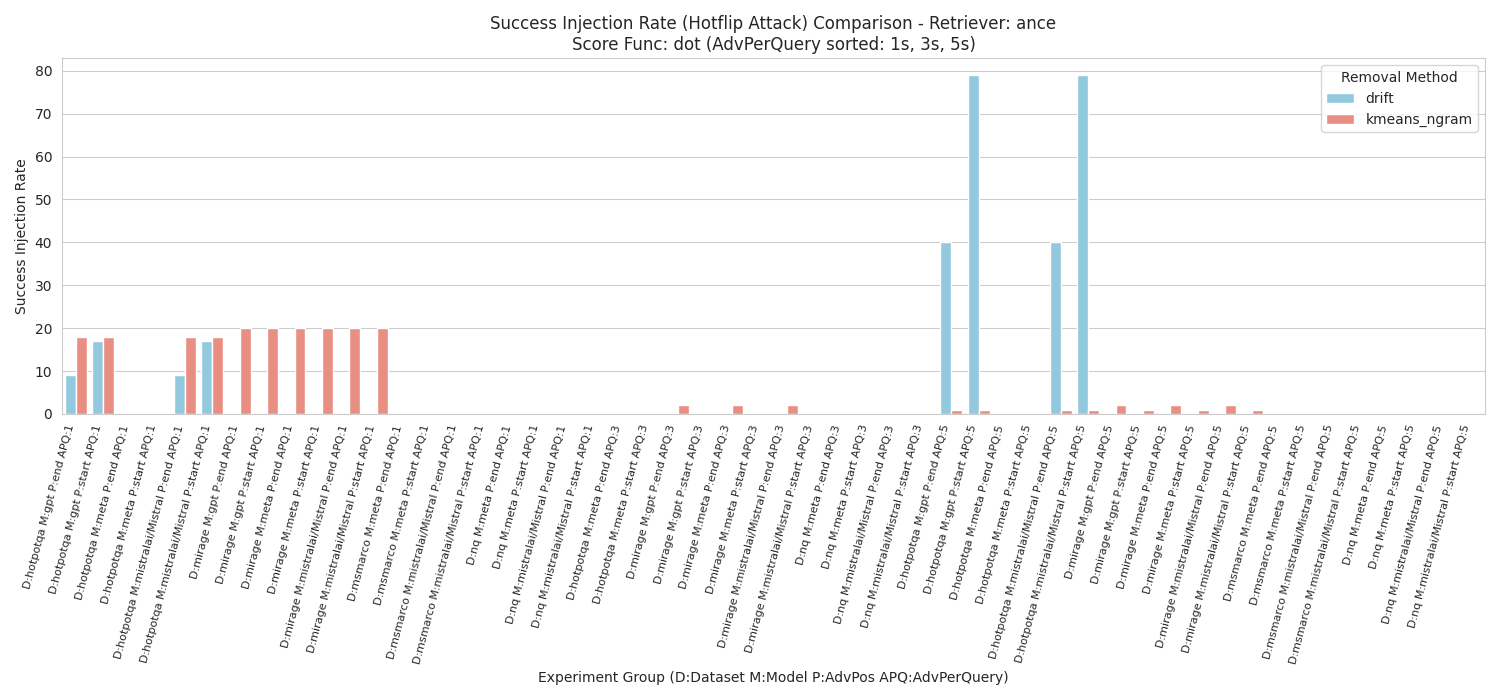 Success Injection Rate (Hotflip Attack) Comparison - Retriever: ance
Score Func: dot (AdvPerQuery sorted: 1s, 3s, 5s)
Removal Method
drift
kmeans_ngram
Success Injection Rate
80
70
60
50
40
30
20
10
0
D:hotpotqa M:gpt P:end APQ:1
D:hotpotqa M:gpt P:start APQ:1
D:hotpotqa M:meta P:end APQ:1
D:hotpotqa M:meta P:start APQ:1
D:hotpotqa M:mistralai/Mistral P:end APQ:1
D:hotpotqa M:mistralai/Mistral P:start APQ:1
D:mirage M:gpt P:end APQ:1
D:mirage M:gpt P:start APQ:1
D:mirage M:meta P:end APQ:1
D:mirage M:meta P:start APQ:1
D:mirage M:mistralai/Mistral P:end APQ:1
D:mirage M:mistralai/Mistral P:start APQ:1
D:msmarco M:meta P:end APQ:1
D:msmarco M:meta P:start APQ:1
D:msmarco M:mistralai/Mistral P:end APQ:1
D:msmarco M:mistralai/Mistral P:start APQ:1
D:nq M:meta P:end APQ:1
D:nq M:meta P:start APQ:1
D:nq M:mistralai/Mistral P:end APQ:1
D:nq M:mistralai/Mistral P:start APQ:1
D:hotpotqa M:meta P:end APQ:3
D:hotpotqa M:meta P:start APQ:3
D:mirage M:gpt P:end APQ:3
D:mirage M:gpt P:start APQ:3
D:mirage M:meta P:end APQ:3
D:mirage M:meta P:start APQ:3
D:mirage M:mistralai/Mistral P:end APQ:3
D:mirage M:mistralai/Mistral P:start APQ:3
D:nq M:meta P:end APQ:3
D:nq M:meta P:start APQ:3
D:nq M:mistralai/Mistral P:end APQ:3
D:nq M:mistralai/Mistral P:start APQ:3
D:hotpotqa M:gpt P:end APQ:5
D:hotpotqa M:gpt P:start APQ:5
D:hotpotqa M:meta P:end APQ:5
D:hotpotqa M:meta P:start APQ:5
D:hotpotqa M:mistralai/Mistral P:end APQ:5
D:hotpotqa M:mistralai/Mistral P:start APQ:5
D:mirage M:gpt P:end APQ:5
D:mirage M:gpt P:start APQ:5
D:mirage M:meta P:end APQ:5
D:mirage M:meta P:start APQ:5
D:mirage M:mistralai/Mistral P:end APQ:5
D:mirage M:mistralai/Mistral P:start APQ:5
D:msmarco M:meta P:end APQ:5
D:msmarco M:meta P:start APQ:5
D:msmarco M:mistralai/Mistral P:end APQ:5
D:msmarco M:mistralai/Mistral P:start APQ:5
D:nq M:meta P:end APQ:5
D:nq M:meta P:start APQ:5
D:nq M:mistralai/Mistral P:end APQ:5
D:nq M:mistralai/Mistral P:start APQ:5
Experiment Group (D:Dataset M:Model P:AdvPos APQ:AdvPerQuery)